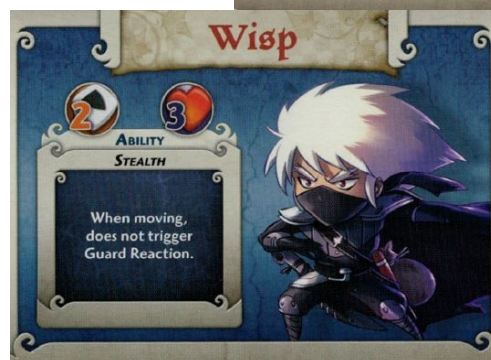 Wisp
2 3
ABILITY
STEALTH
When moving,
does not trigger
Guard Reaction.